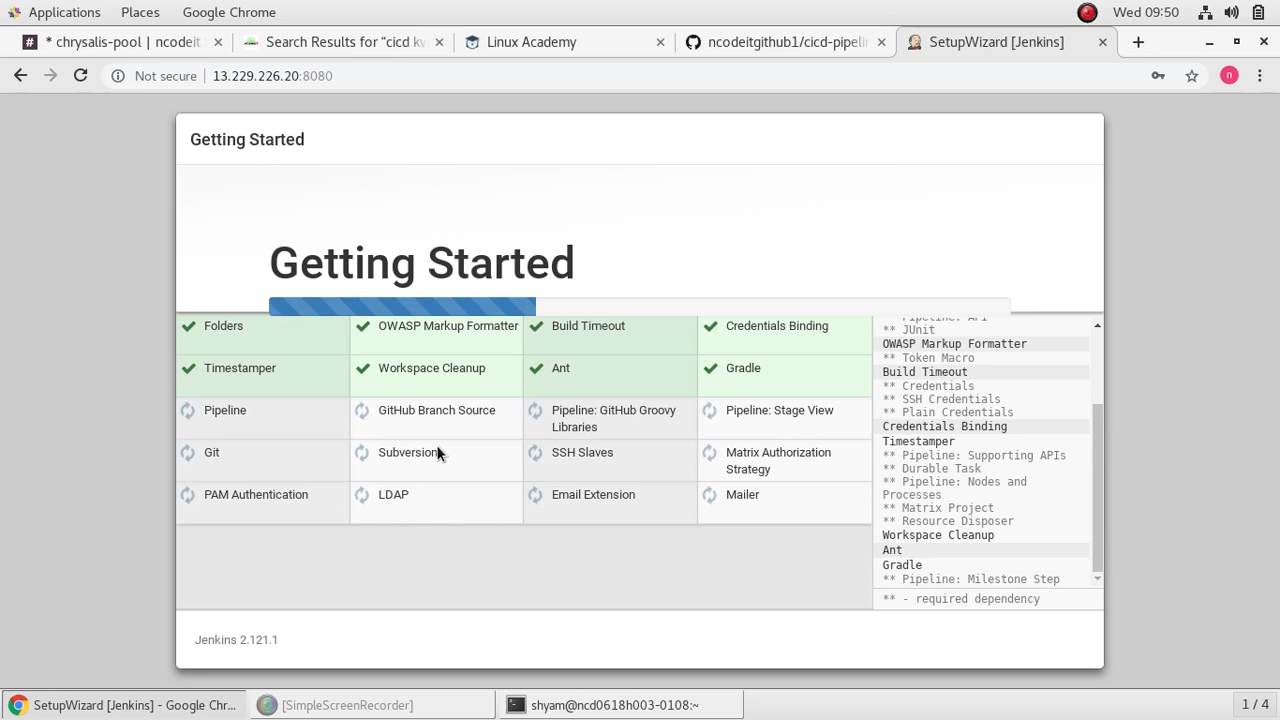 Applications Places Google Chrome Wed 09:50
# * chrysalis-pool | ncodeit Search Results for “cicd kv Linux Academy ncodeitgithub1/cicd-pipelin SetupWizard [Jenkins]
Not secure 13.229.226.20:8080 n
Getting Started
Getting Started
Folders OWASP Markup Formatter Build Timeout Credentials Binding
Timestamper Workspace Cleanup Ant Gradle
Pipeline GitHub Branch Source Pipeline: GitHub Groovy Libraries Pipeline: Stage View
Git Subversion SSH Slaves Matrix Authorization Strategy
PAM Authentication LDAP Email Extension Mailer
** Pipeline: API
** JUnit
OWASP Markup Formatter
** Token Macro
Build Timeout
** Credentials
** SSH Credentials
** Plain Credentials
Credentials Binding
Timestamper
** Pipeline: Supporting APIs
** Durable Task
** Pipeline: Nodes and
Processes
** Matrix Project
** Resource Disposer
Workspace Cleanup
Ant
Gradle
** Pipeline: Milestone Step
** - required dependency
Jenkins 2.121.1
SetupWizard [Jenkins] - Google Chr... [SimpleScreenRecorder] shyam@ncd0618h003-0108:~ 1 / 4